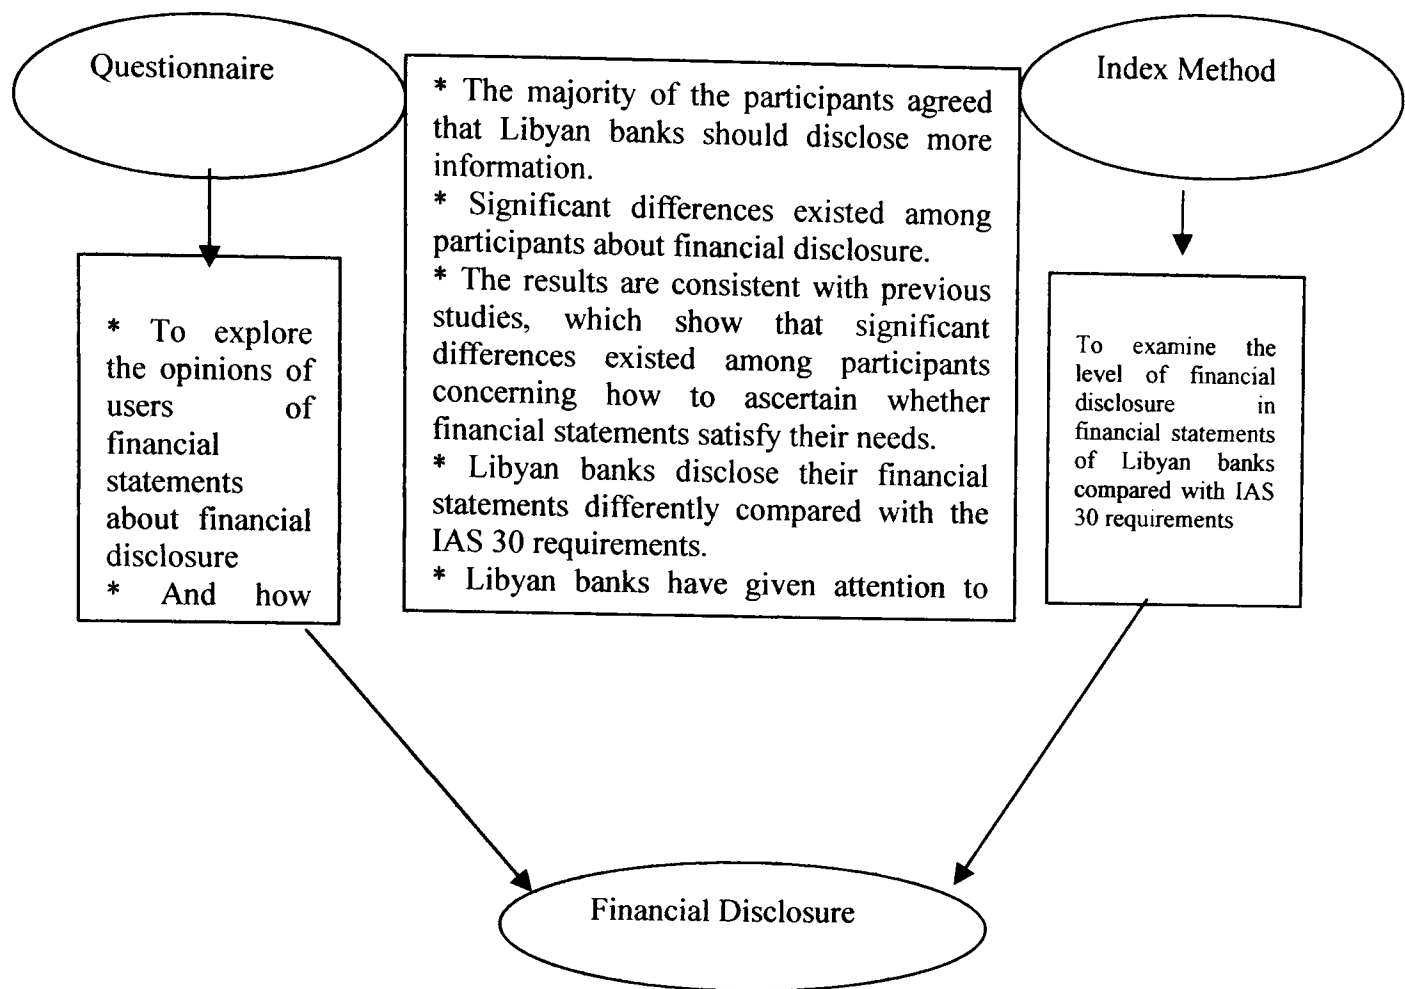 Questionnaire
* The majority of the participants agreed
that Libyan banks should disclose more
information.
* Significant differences existed among
participants about financial disclosure.
* The results are consistent with previous
studies, which show that significant
differences existed among participants
concerning how to ascertain whether
financial statements satisfy their needs.
* Libyan banks disclose their financial
statements differently compared with the
IAS 30 requirements.
* Libyan banks have given attention to
Index Method
* To explore
the opinions of
users of
financial
statements
about financial
disclosure
* And how
To examine the
level of financial
disclosure in
financial statements
of Libyan banks
compared with IAS
30 requirements
Financial Disclosure